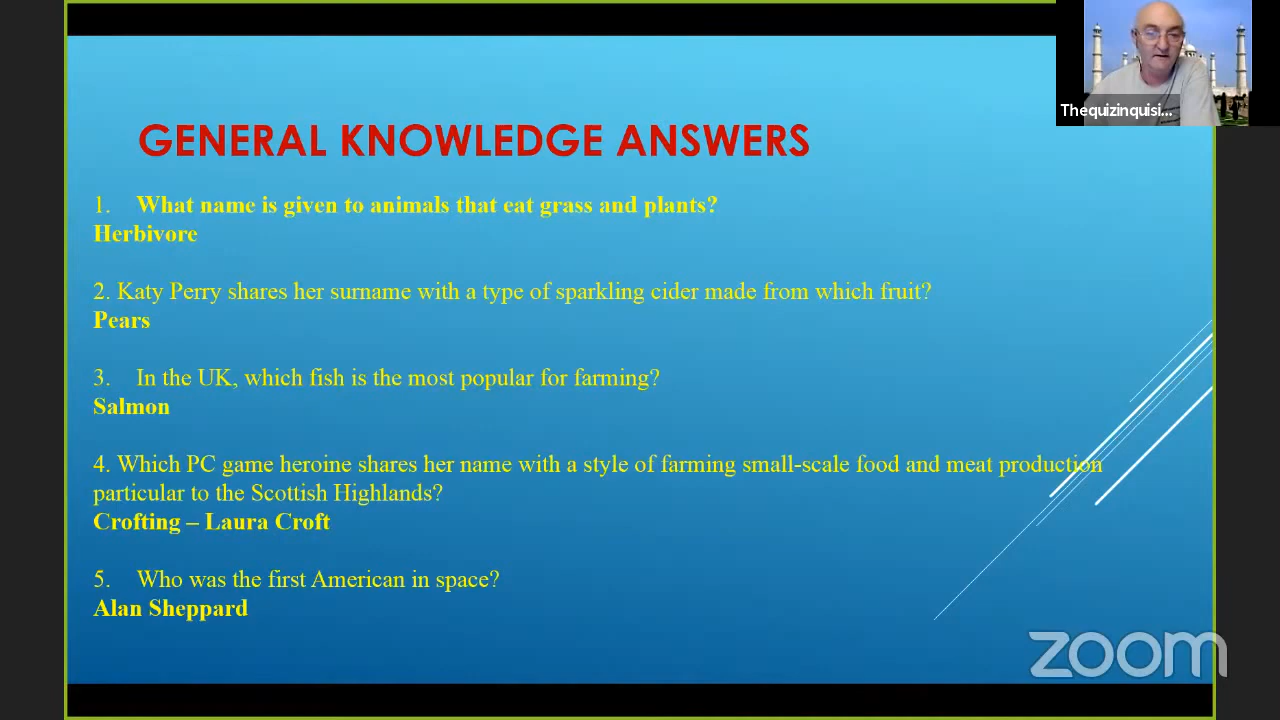 Thequizinquisi...
GENERAL KNOWLEDGE ANSWERS
1. What name is given to animals that eat grass and plants?
Herbivore
2. Katy Perry shares her surname with a type of sparkling cider made from which fruit?
Pears
3. In the UK, which fish is the most popular for farming?
Salmon
4. Which PC game heroine shares her name with a style of farming small-scale food and meat production
particular to the Scottish Highlands?
Crofting – Laura Croft
5. Who was the first American in space?
Alan Sheppard
zoom